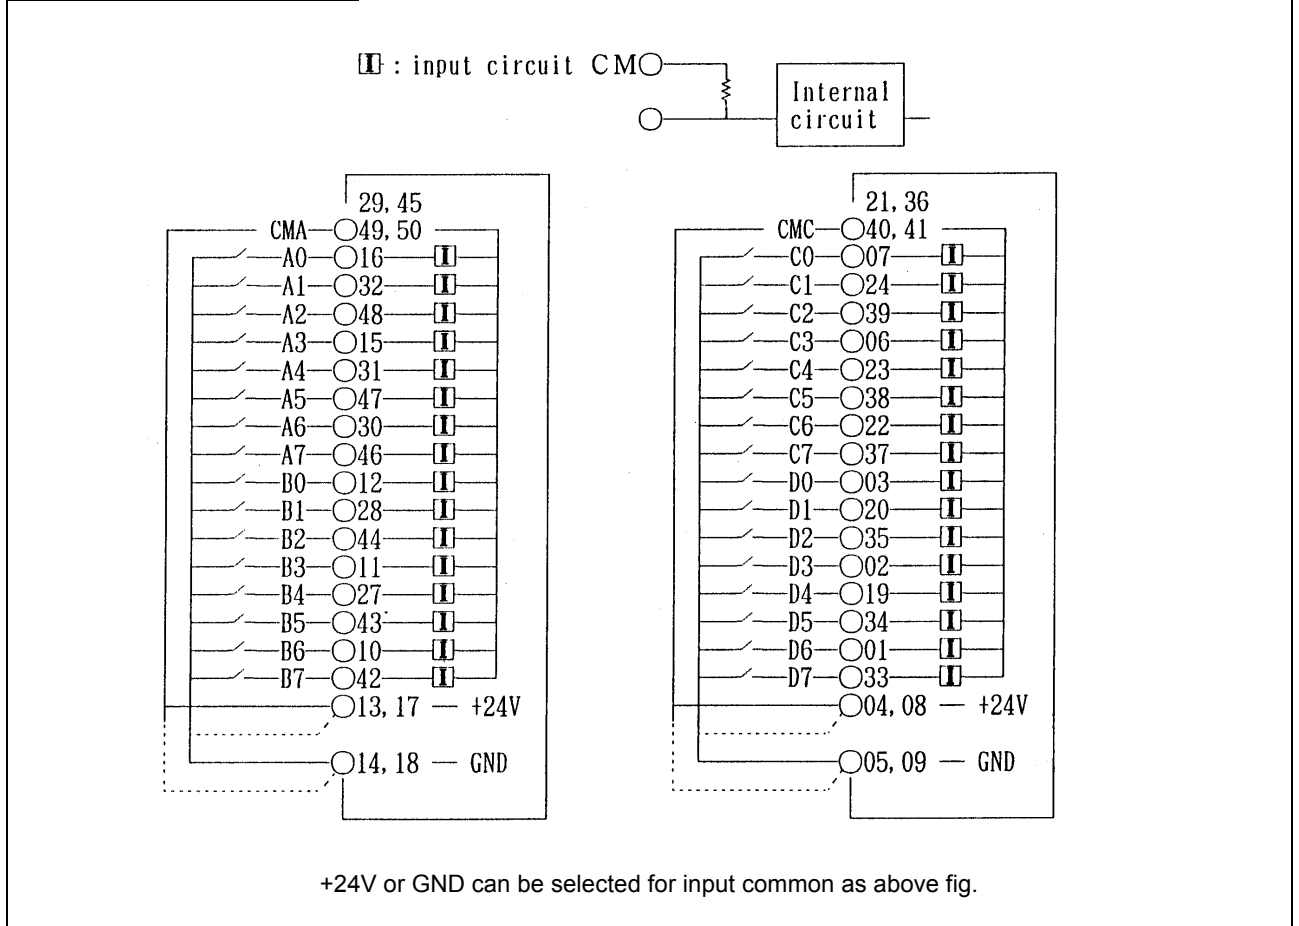 I : input circuit CM
Internal
circuit
29, 45
CMA 49, 50
A0 16 I
A1 32 I
A2 48 I
A3 15 I
A4 31 I
A5 47 I
A6 30 I
A7 46 I
B0 12 I
B1 28 I
B2 44 I
B3 11 I
B4 27 I
B5 43 I
B6 10 I
B7 42 I
13, 17 — +24V
14, 18 — GND
21, 36
CMC 40, 41
C0 07 I
C1 24 I
C2 39 I
C3 06 I
C4 23 I
C5 38 I
C6 22 I
C7 37 I
D0 03 I
D1 20 I
D2 35 I
D3 02 I
D4 19 I
D5 34 I
D6 01 I
D7 33 I
04, 08 — +24V
05, 09 — GND
+24V or GND can be selected for input common as above fig.